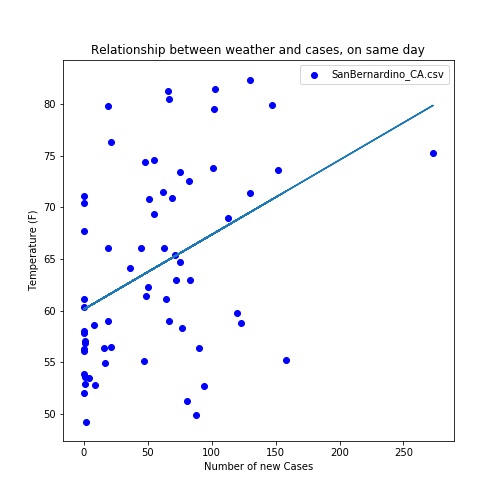 Relationship between weather and cases, on same day
SanBernardino_CA.csv
Temperature (F)
80
75
70
65
60
55
50
0 50 100 150 200 250
Number of new Cases